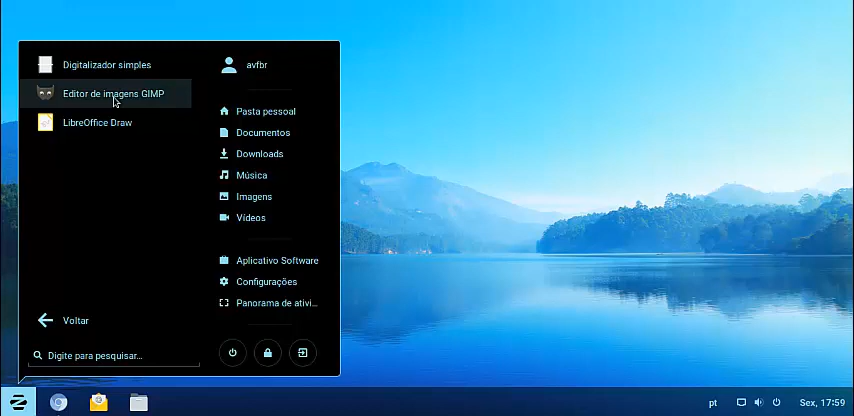 Digitalizador simples
Editor de imagens GIMP
LibreOffice Draw
Voltar
Digite para pesquisar...
avfbr
Pasta pessoal
Documentos
Downloads
Música
Imagens
Vídeos
Aplicativo Software
Configurações
Panorama de ativi...
pt
Sex, 17:59